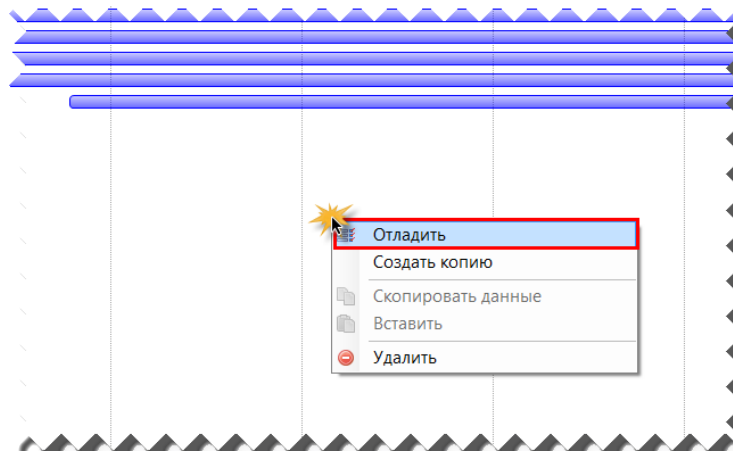 Отладить
Создать копию
Скопировать данные
Вставить
Удалить